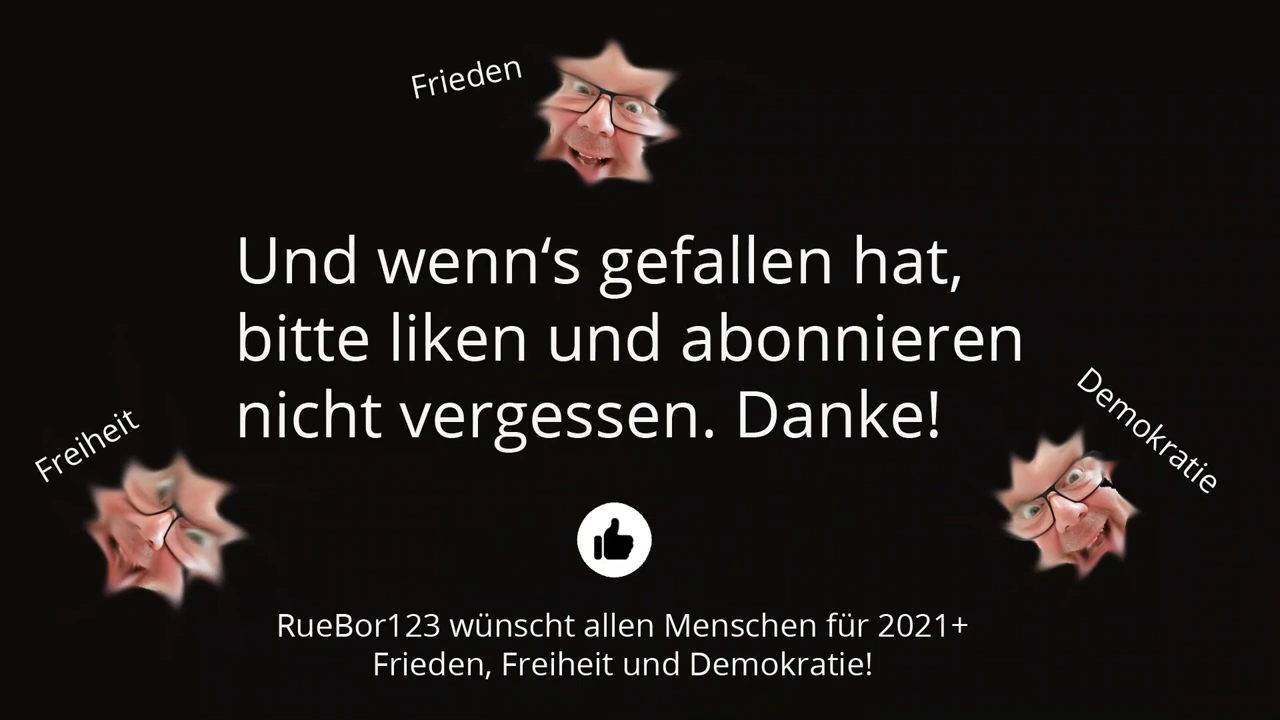 Frieden
Und wenn‘s gefallen hat,
bitte liken und abonnieren
nicht vergessen. Danke!
Freiheit
Demokratie
RueBor123 wünscht allen Menschen für 2021+
Frieden, Freiheit und Demokratie!